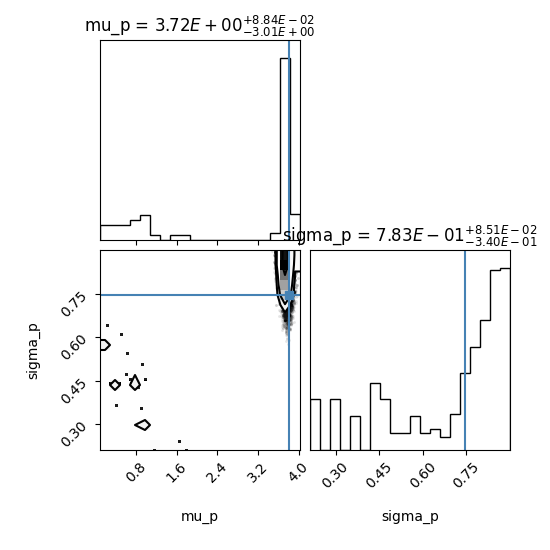 mu_p = 3.72E + 00+8.84E − 02 −3.01E + 00
sigma_p = 7.83E − 01+8.51E − 02 −3.40E − 01
sigma_p
0.75
0.60
0.45
0.30
0.8 1.6 2.4 3.2 4.0
0.30 0.45 0.60 0.75
mu_p
sigma_p